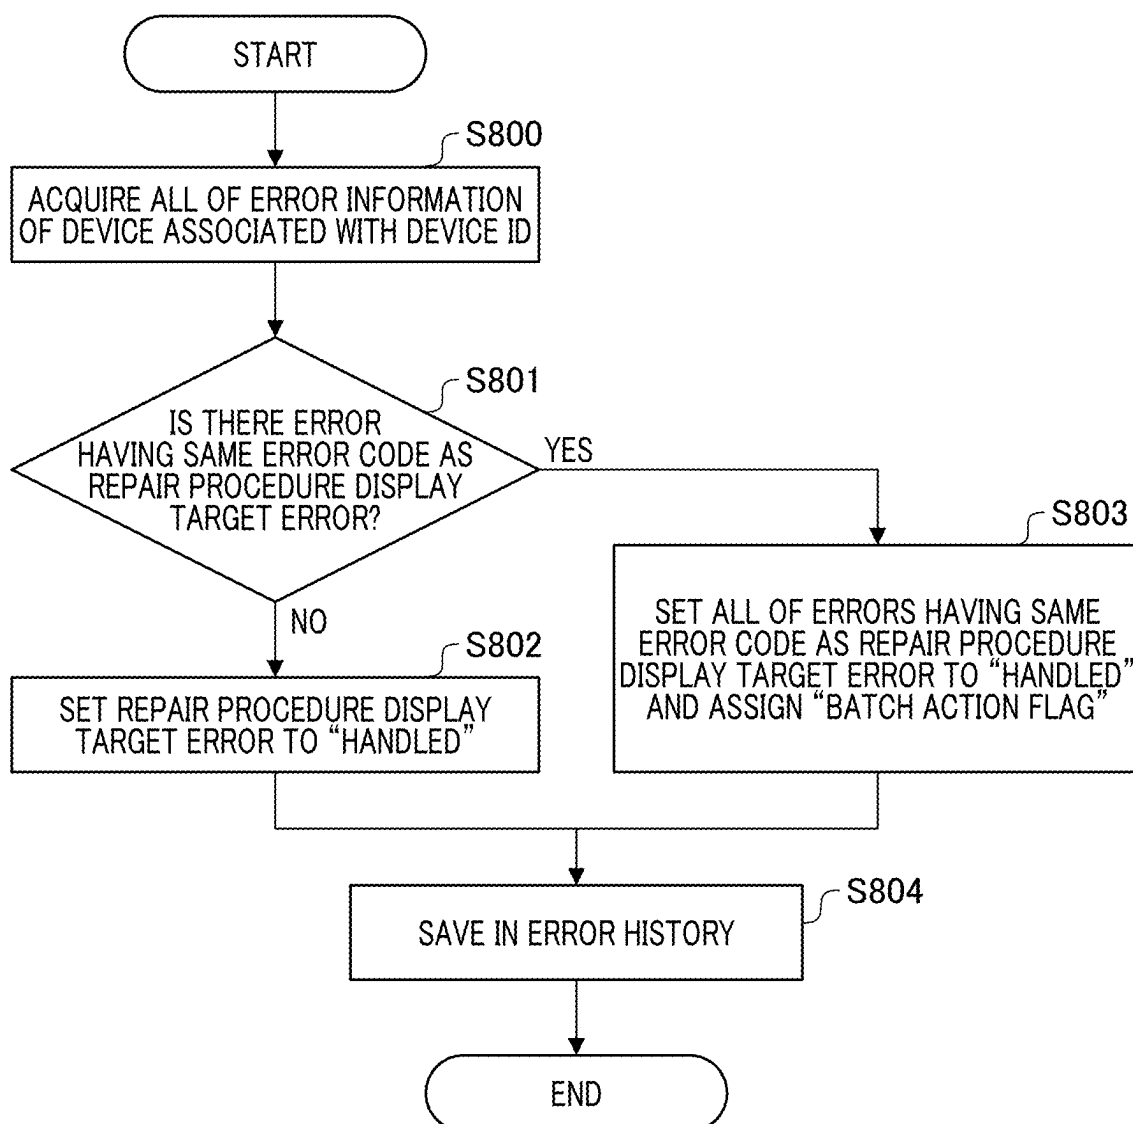 START
S800
ACQUIRE ALL OF ERROR INFORMATION
OF DEVICE ASSOCIATED WITH DEVICE ID
S801
IS THERE ERROR
HAVING SAME ERROR CODE AS
REPAIR PROCEDURE DISPLAY
TARGET ERROR?
YES
NO
S802
SET REPAIR PROCEDURE DISPLAY
TARGET ERROR TO “HANDLED”
S803
SET ALL OF ERRORS HAVING SAME
ERROR CODE AS REPAIR PROCEDURE
DISPLAY TARGET ERROR TO “HANDLED”
AND ASSIGN “BATCH ACTION FLAG”
S804
SAVE IN ERROR HISTORY
END